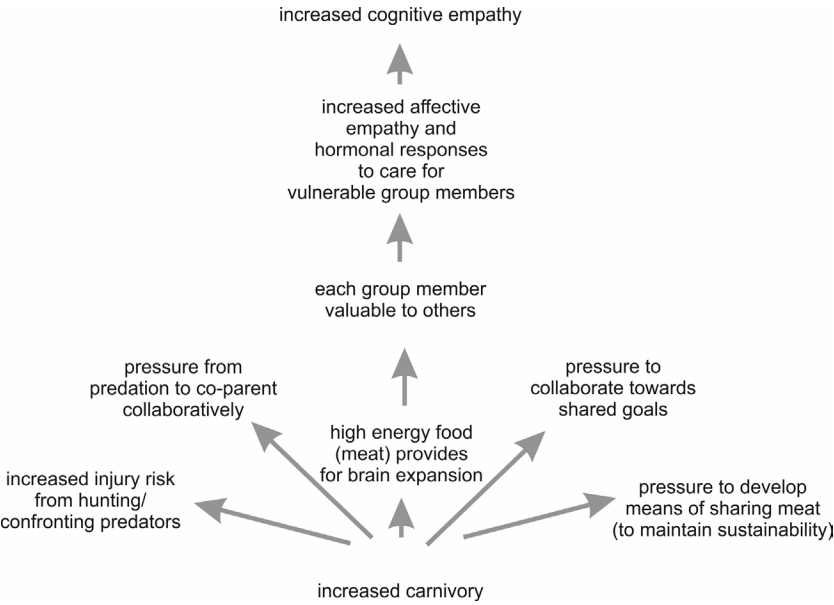 increased cognitive empathy
increased affective
empathy and
hormonal responses
to care for
vulnerable group members
each group member
valuable to others
pressure from
predation to co-parent
collaboratively
pressure to
collaborate towards
shared goals
high energy food
(meat) provides
for brain expansion
increased injury risk
from hunting/
confronting predators
pressure to develop
means of sharing meat
(to maintain sustainability)
increased carnivory